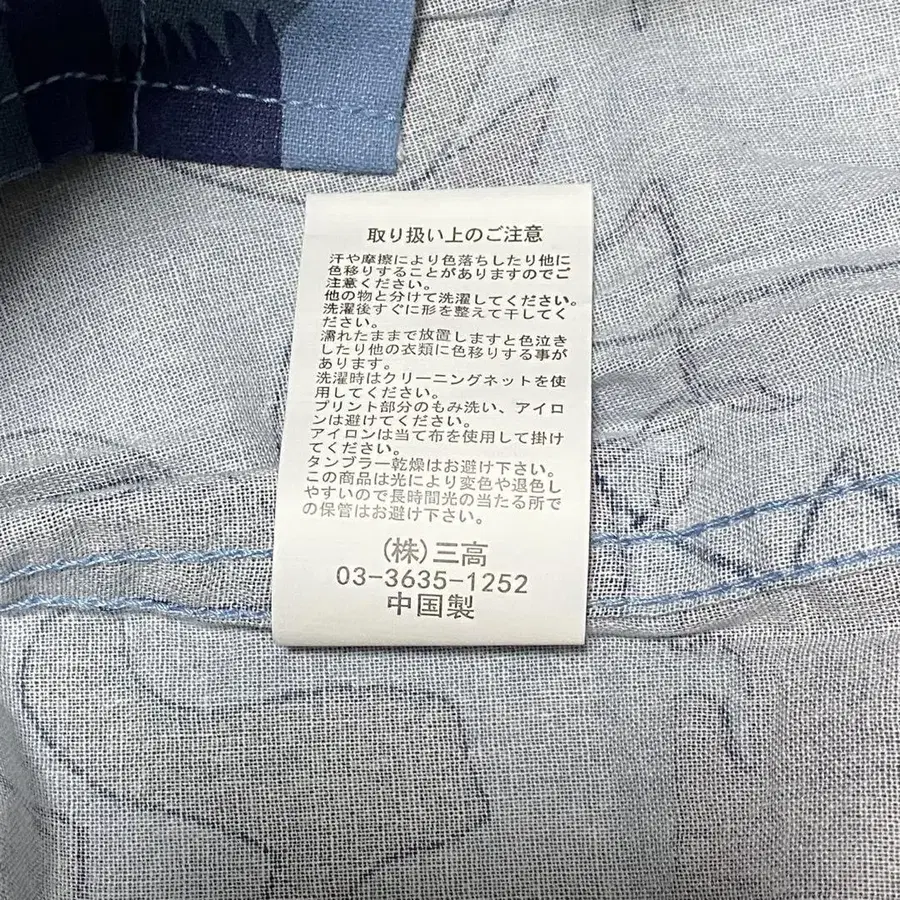 取り扱い上のご注意
汗や摩擦により色落ちしたり他に
色移りすることがありますのでご
注意ください。
他の物と分けて洗濯してください。
洗濯後すぐに形を整えて干してく
ださい。
濡れたままで放置しますと色泣き
したり他の衣類に色移りする事が
あります。
洗濯時はクリーニングネットを使
用してください。
プリント部分のもみ洗い、アイロ
ンは避けてください。
アイロンは当て布を使用して掛け
てください。
タンブラー乾燥はお避け下さい。
この商品は光により変色や退色し
やすいので長時間光の当たる所で
の保管はお避け下さい。
(株)三高
03-3635-1252
中国製